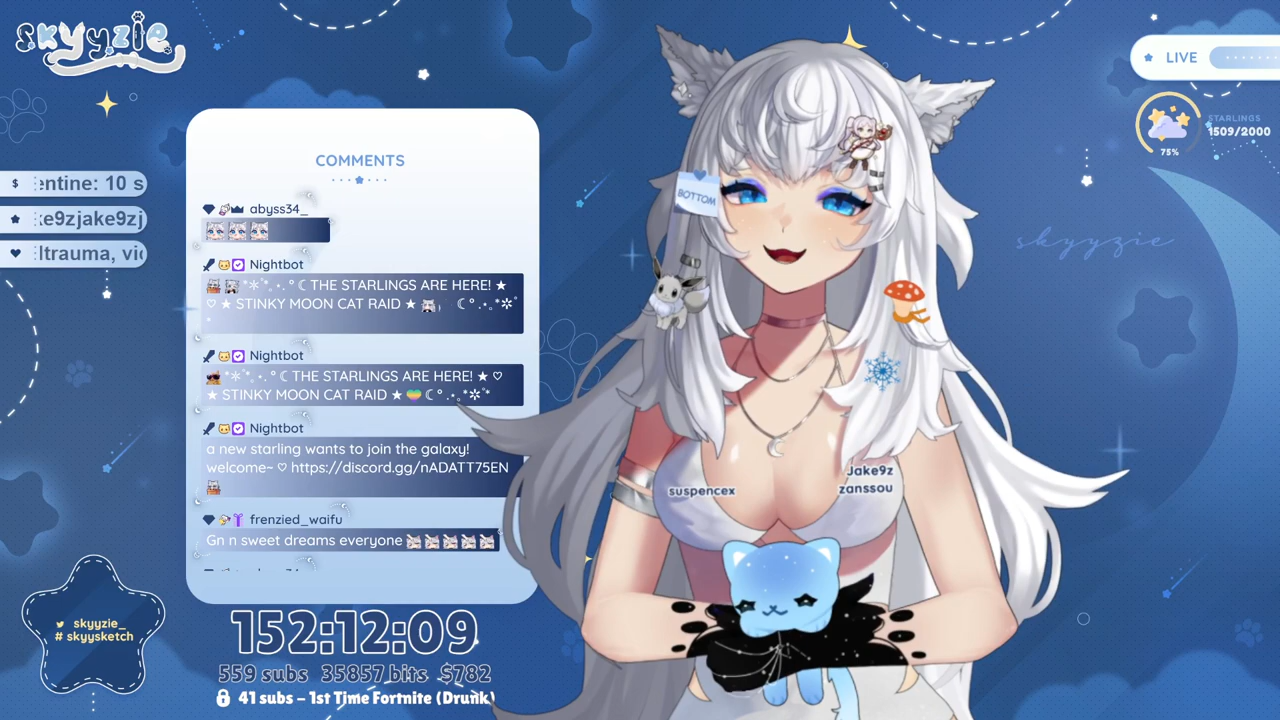 skyyzie
LIVE
STARLINGS
1509/2000
75%
COMMENTS
entine: 10 s
ke9zjake9zj
ltrauma, vi
abyss34_
Nightbot
THE STARLINGS ARE HERE! ★
♡ ★ STINKY MOON CAT RAID ★
Nightbot
THE STARLINGS ARE HERE! ★ ♡
★ STINKY MOON CAT RAID ★
Nightbot
a new starling wants to join the galaxy!
welcome~ ♡ https://discord.gg/nADATT75EN
frenzied_waifu
Gn n sweet dreams everyone
BOTTOM
skyyzie
suspencex
Jake9z
zanssou
skyyzie_
# skyysketch
152:12:09
559 subs 35857 bits $782
41 subs - 1st Time Fortnite (Drunk)